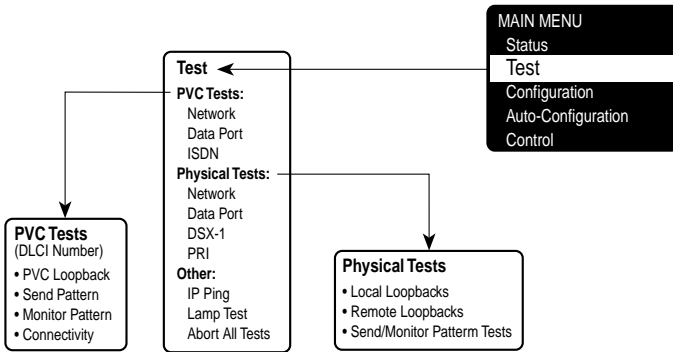 MAIN MENU
Status
Test
Configuration
Auto-Configuration
Control
Test
PVC Tests:
Network
Data Port
ISDN
Physical Tests:
Network
Data Port
DSX-1
PRI
Other:
IP Ping
Lamp Test
Abort All Tests
PVC Tests
(DLCI Number)
• PVC Loopback
• Send Pattern
• Monitor Pattern
• Connectivity
Physical Tests
• Local Loopbacks
• Remote Loopbacks
• Send/Monitor Patterm Tests